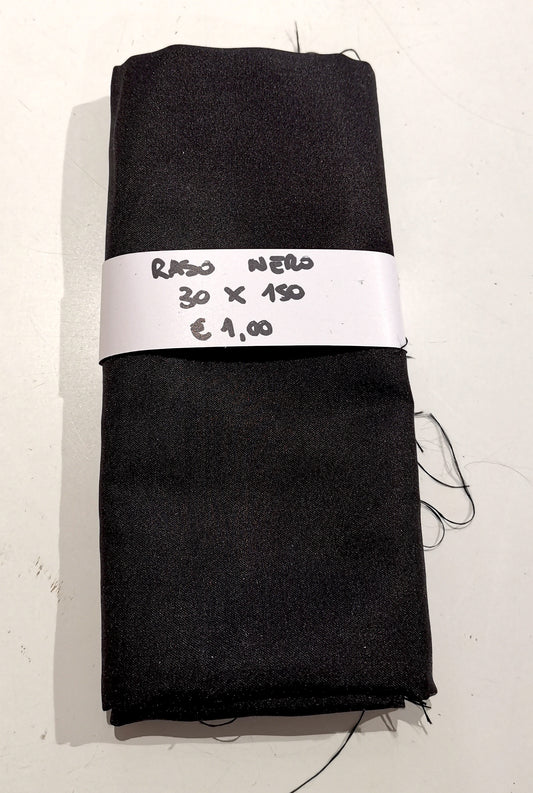 RASO NERO
30 X 150
€ 1,00